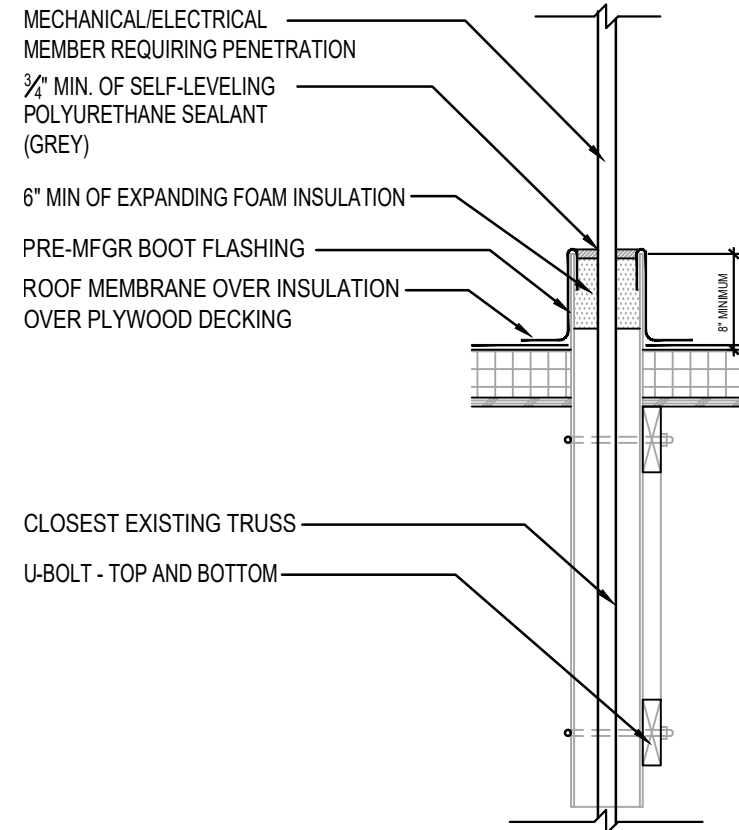 MECHANICAL/ELECTRICAL
MEMBER REQUIRING PENETRATION
¾" MIN. OF SELF-LEVELING
POLYURETHANE SEALANT
(GREY)
6" MIN OF EXPANDING FOAM INSULATION
PRE-MFGR BOOT FLASHING
ROOF MEMBRANE OVER INSULATION
OVER PLYWOOD DECKING
8" MINIMUM
CLOSEST EXISTING TRUSS
U-BOLT - TOP AND BOTTOM